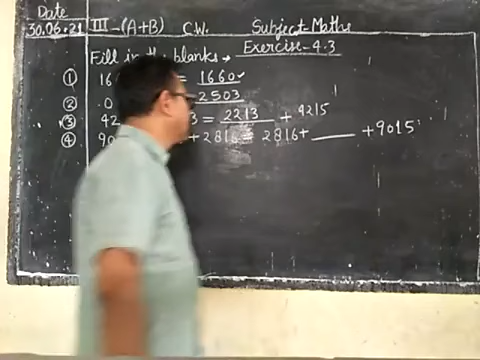 Date
30.06.21 III - (A+B) C.W. Subject-Maths
Fill in the blanks → Exercise-4.3
① 16 = 1660
② 0 2503
③ 42 3 = 2213 + 4215
④ 90 + 2816 = 2816+ ____ +9015